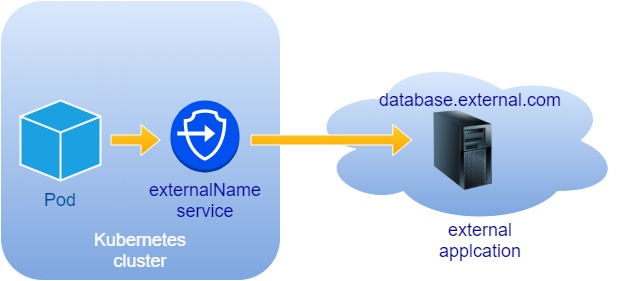 database.external.com
Pod
externalName
service
Kubernetes
cluster
external
applcation